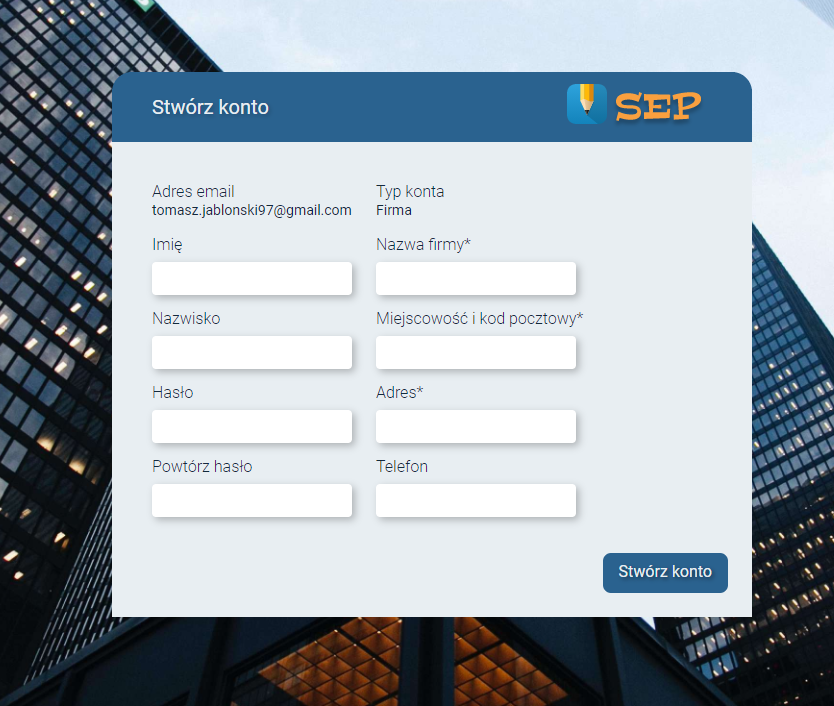 Stwórz konto
SEP
Adres email
tomasz.jablonski97@gmail.com
Typ konta
Firma
Imię
Nazwa firmy*
Nazwisko
Miejscowość i kod pocztowy*
Hasło
Adres*
Powtórz hasło
Telefon
Stwórz konto